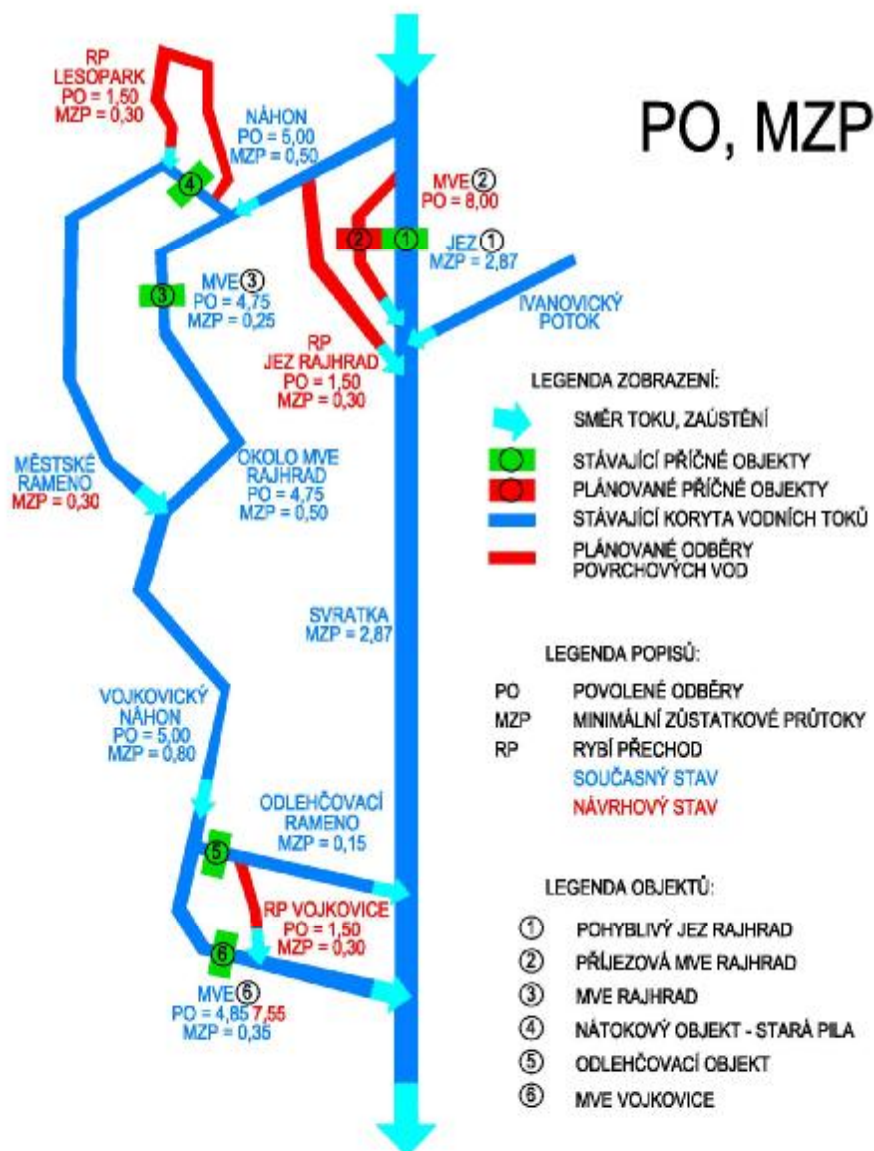 PO, MZP
RP
LESOPARK
PO = 1,50
MZP = 0,30
NÁHON
PO = 5,00
MZP = 0,50
4
MVE 2
PO = 8,00
2
1
JEZ 1
MZP = 2,87
3
MVE 3
PO = 4,75
MZP = 0,25
IVANOVICKÝ
POTOK
RP
JEZ RAJHRAD
PO = 1,50
MZP = 0,30
MĚSTSKÉ
RAMENO
MZP = 0,30
OKOLO MVE
RAJHRAD
PO = 4,75
MZP = 0,50
SVRATKA
MZP = 2,87
VOJKOVICKÝ
NÁHON
PO = 5,00
MZP = 0,80
ODLEHČOVACÍ
RAMENO
MZP = 0,15
5
RP VOJKOVICE
PO = 1,50
MZP = 0,30
6
MVE 6
PO = 4,85 7,55
MZP = 0,35
LEGENDA ZOBRAZENÍ:
SMĚR TOKU, ZAÚSTĚNÍ
STÁVAJÍCÍ PŘÍČNÉ OBJEKTY
PLÁNOVANÉ PŘÍČNÉ OBJEKTY
STÁVAJÍCÍ KORYTA VODNÍCH TOKŮ
PLÁNOVANÉ ODBĚRY
POVRCHOVÝCH VOD
LEGENDA POPISŮ:
PO POVOLENÉ ODBĚRY
MZP MINIMÁLNÍ ZŮSTATKOVÉ PRŮTOKY
RP RYBÍ PŘECHOD
SOUČASNÝ STAV
NÁVRHOVÝ STAV
LEGENDA OBJEKTŮ:
1 POHYBLIVÝ JEZ RAJHRAD
2 PŘÍJEZOVÁ MVE RAJHRAD
3 MVE RAJHRAD
4 NÁTOKOVÝ OBJEKT - STARÁ PILA
5 ODLEHČOVACÍ OBJEKT
6 MVE VOJKOVICE